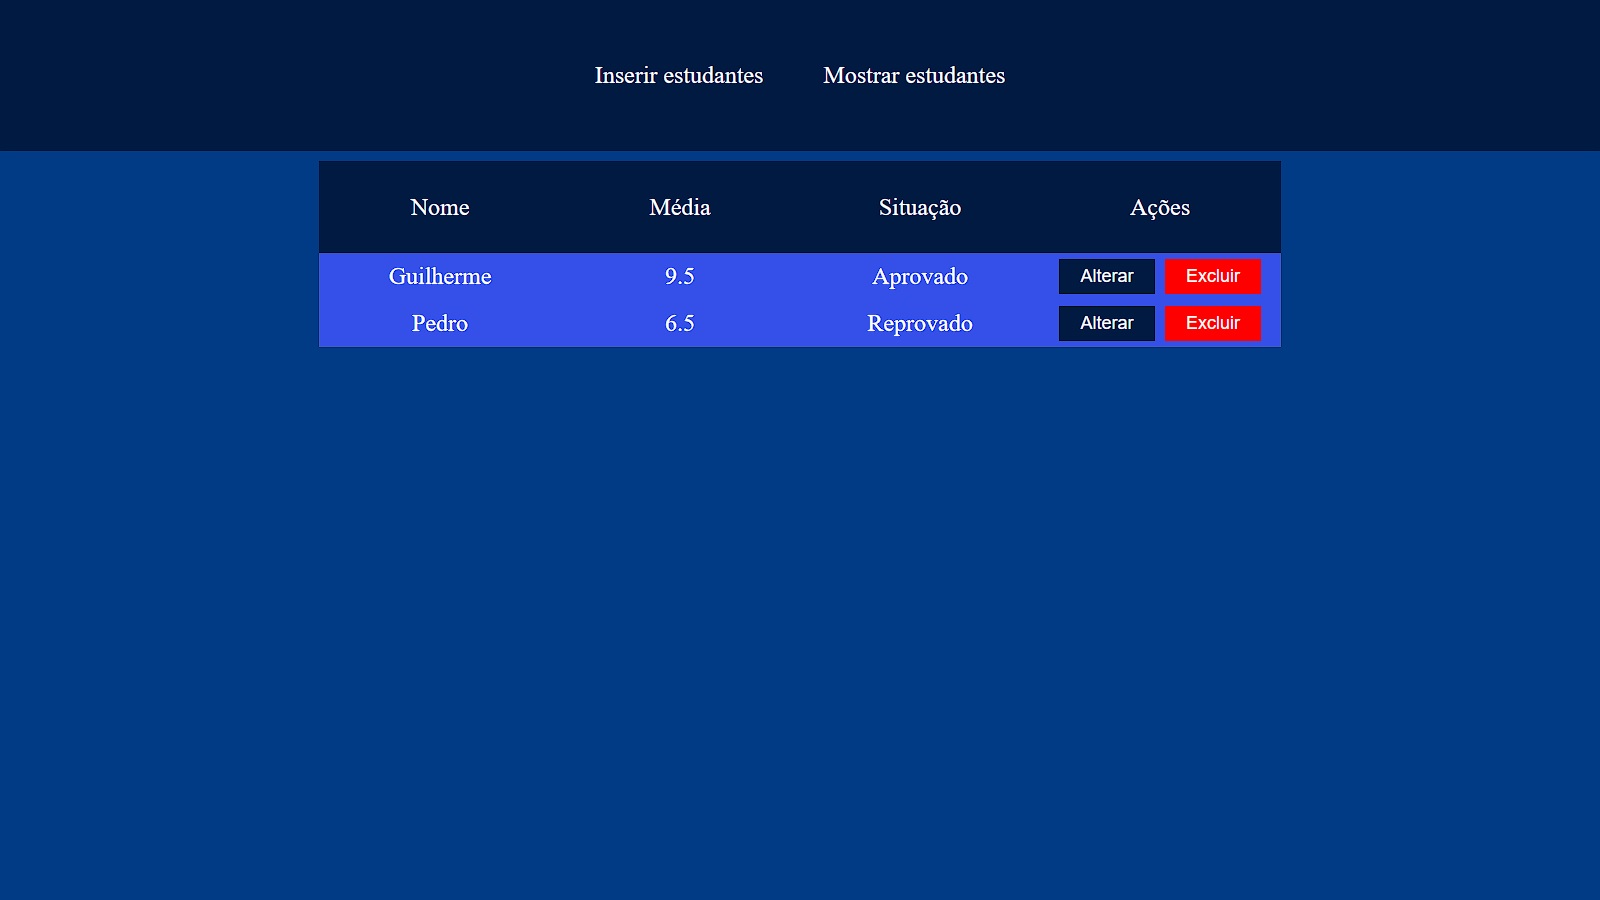 Inserir estudantes Mostrar estudantes
Nome Média Situação Ações
Guilherme 9.5 Aprovado Alterar Excluir
Pedro 6.5 Reprovado Alterar Excluir